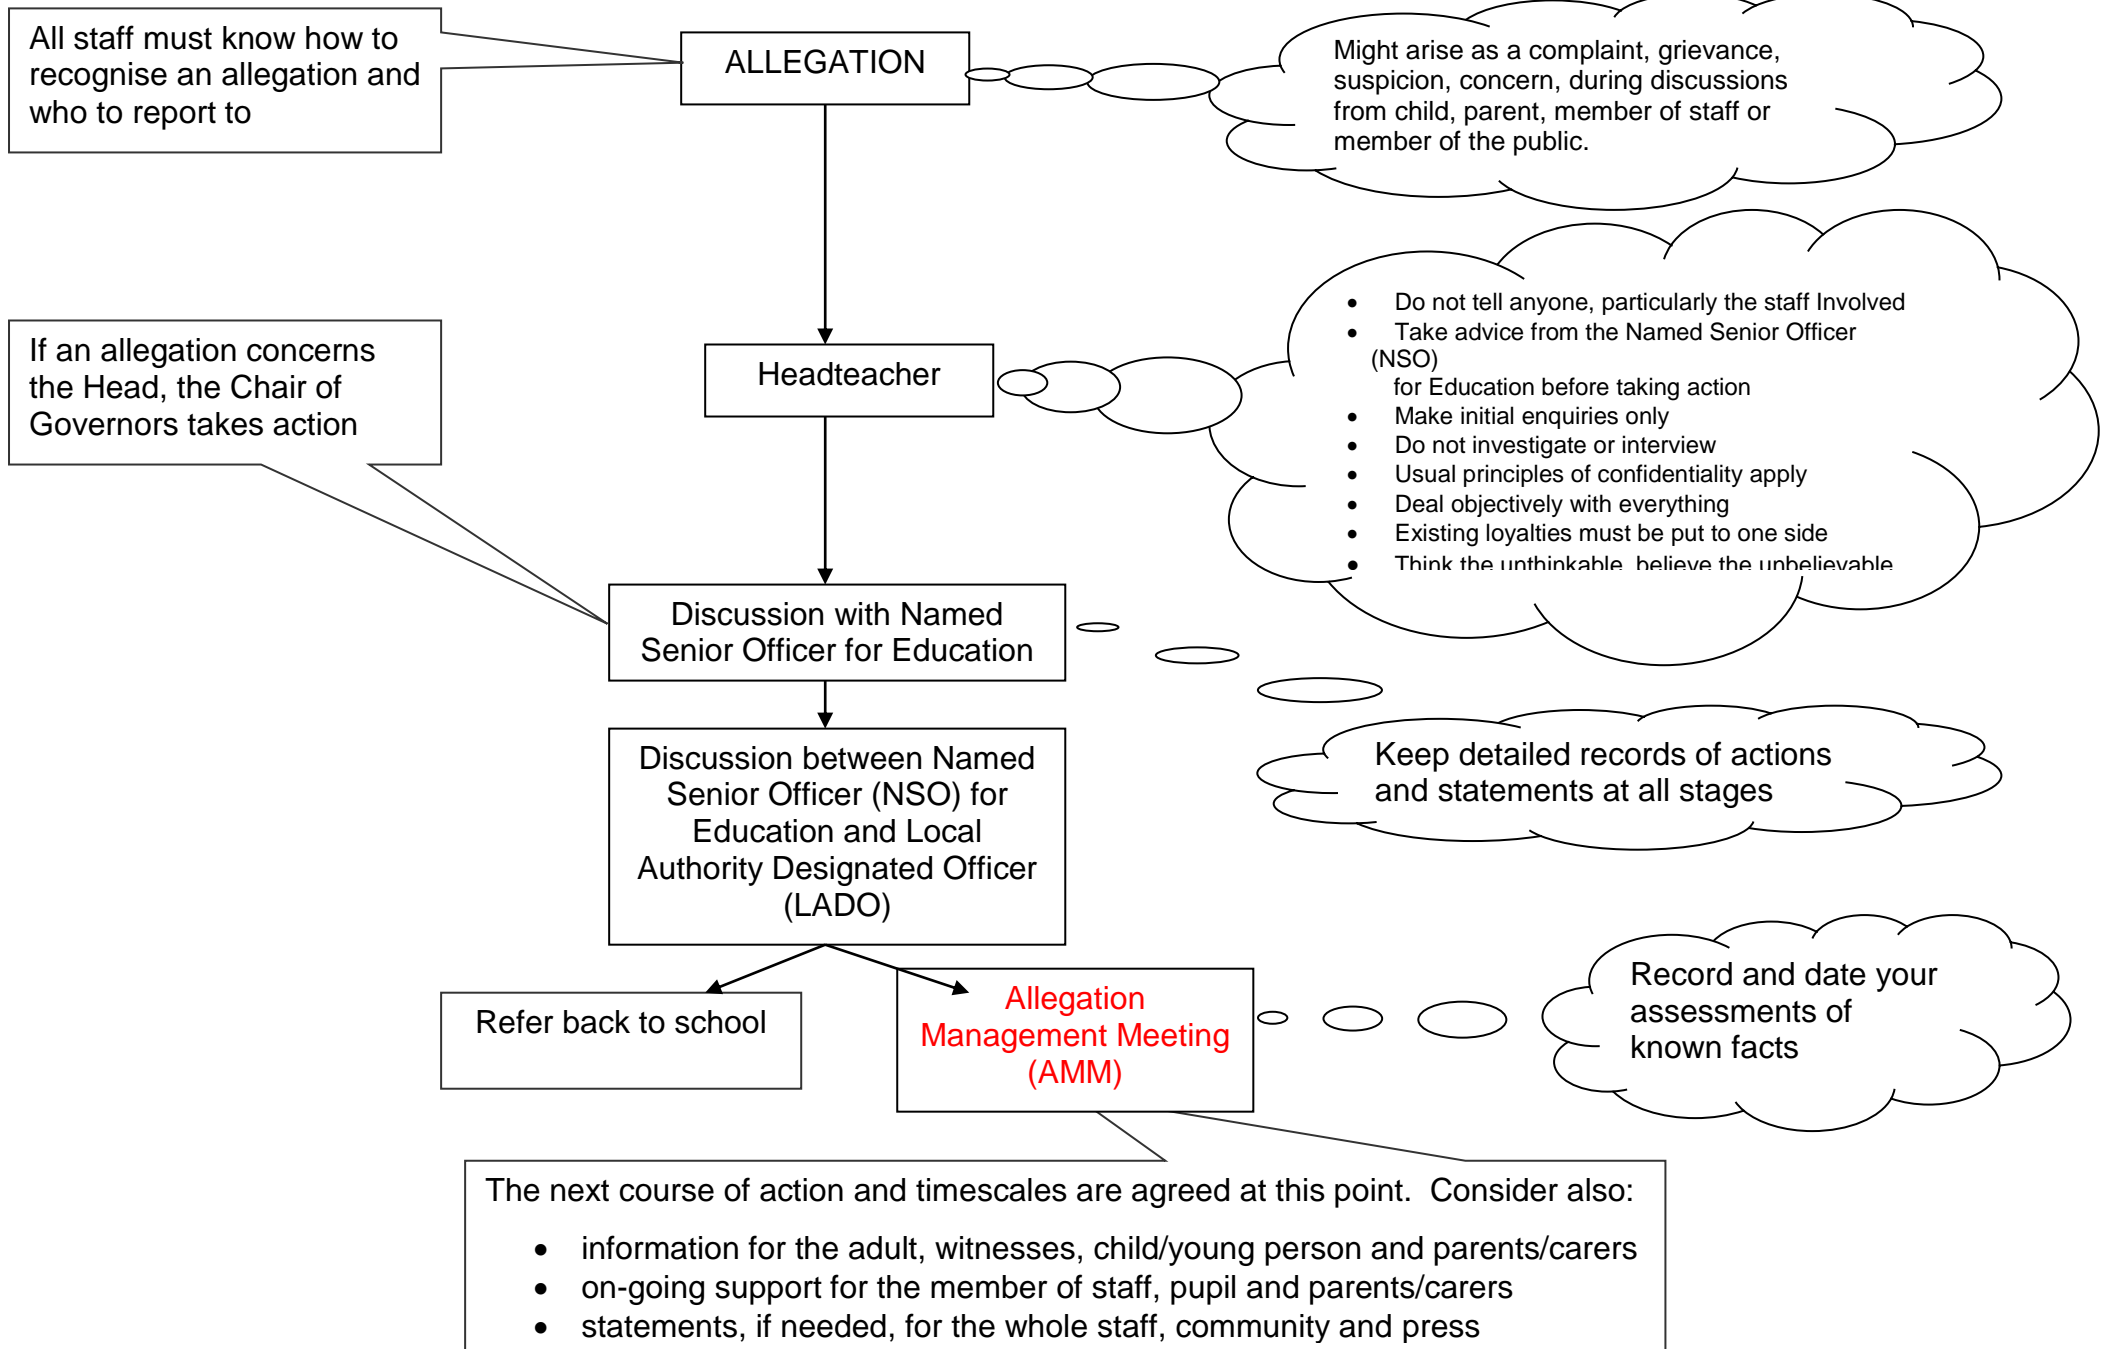 All staff must know how to
recognise an allegation and
who to report to
ALLEGATION
Might arise as a complaint, grievance,
suspicion, concern, during discussions
from child, parent, member of staff or
member of the public.
If an allegation concerns
the Head, the Chair of
Governors takes action
Headteacher
• Do not tell anyone, particularly the staff Involved
• Take advice from the Named Senior Officer
(NSO)
for Education before taking action
• Make initial enquiries only
• Do not investigate or interview
• Usual principles of confidentiality apply
• Deal objectively with everything
• Existing loyalties must be put to one side
• Think the unthinkable, believe the unbelievable
Discussion with Named
Senior Officer for Education
Discussion between Named
Senior Officer (NSO) for
Education and Local
Authority Designated Officer
(LADO)
Keep detailed records of actions
and statements at all stages
Refer back to school
Allegation
Management Meeting
(AMM)
Record and date your
assessments of
known facts
The next course of action and timescales are agreed at this point.  Consider also:
• information for the adult, witnesses, child/young person and parents/carers
• on-going support for the member of staff, pupil and parents/carers
• statements, if needed, for the whole staff, community and press